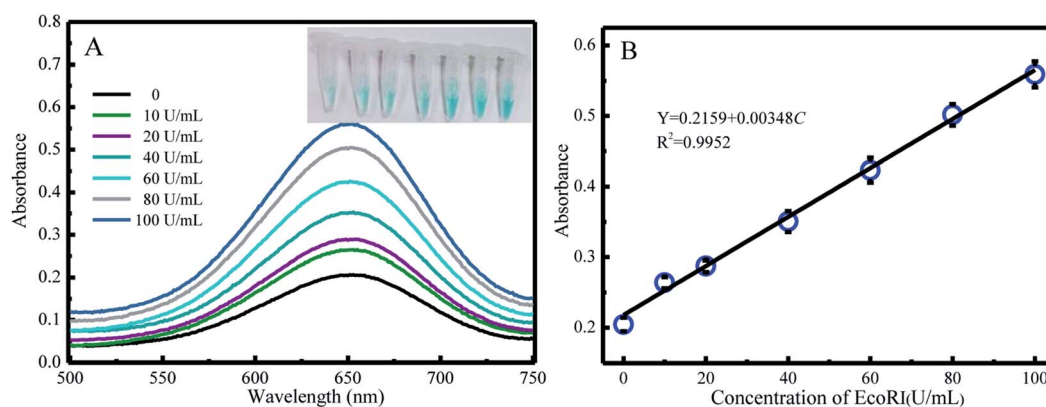 A
0
10 U/mL
20 U/mL
40 U/mL
60 U/mL
80 U/mL
100 U/mL
0.8
0.7
0.6
0.5
0.4
0.3
0.2
0.1
0.0
Absorbance
500
550
600
650
700
750
Wavelength (nm)
B
Y=0.2159+0.00348C
R²=0.9952
0.6
0.5
0.4
0.3
0.2
Absorbance
0
20
40
60
80
100
Concentration of EcoRI(U/mL)